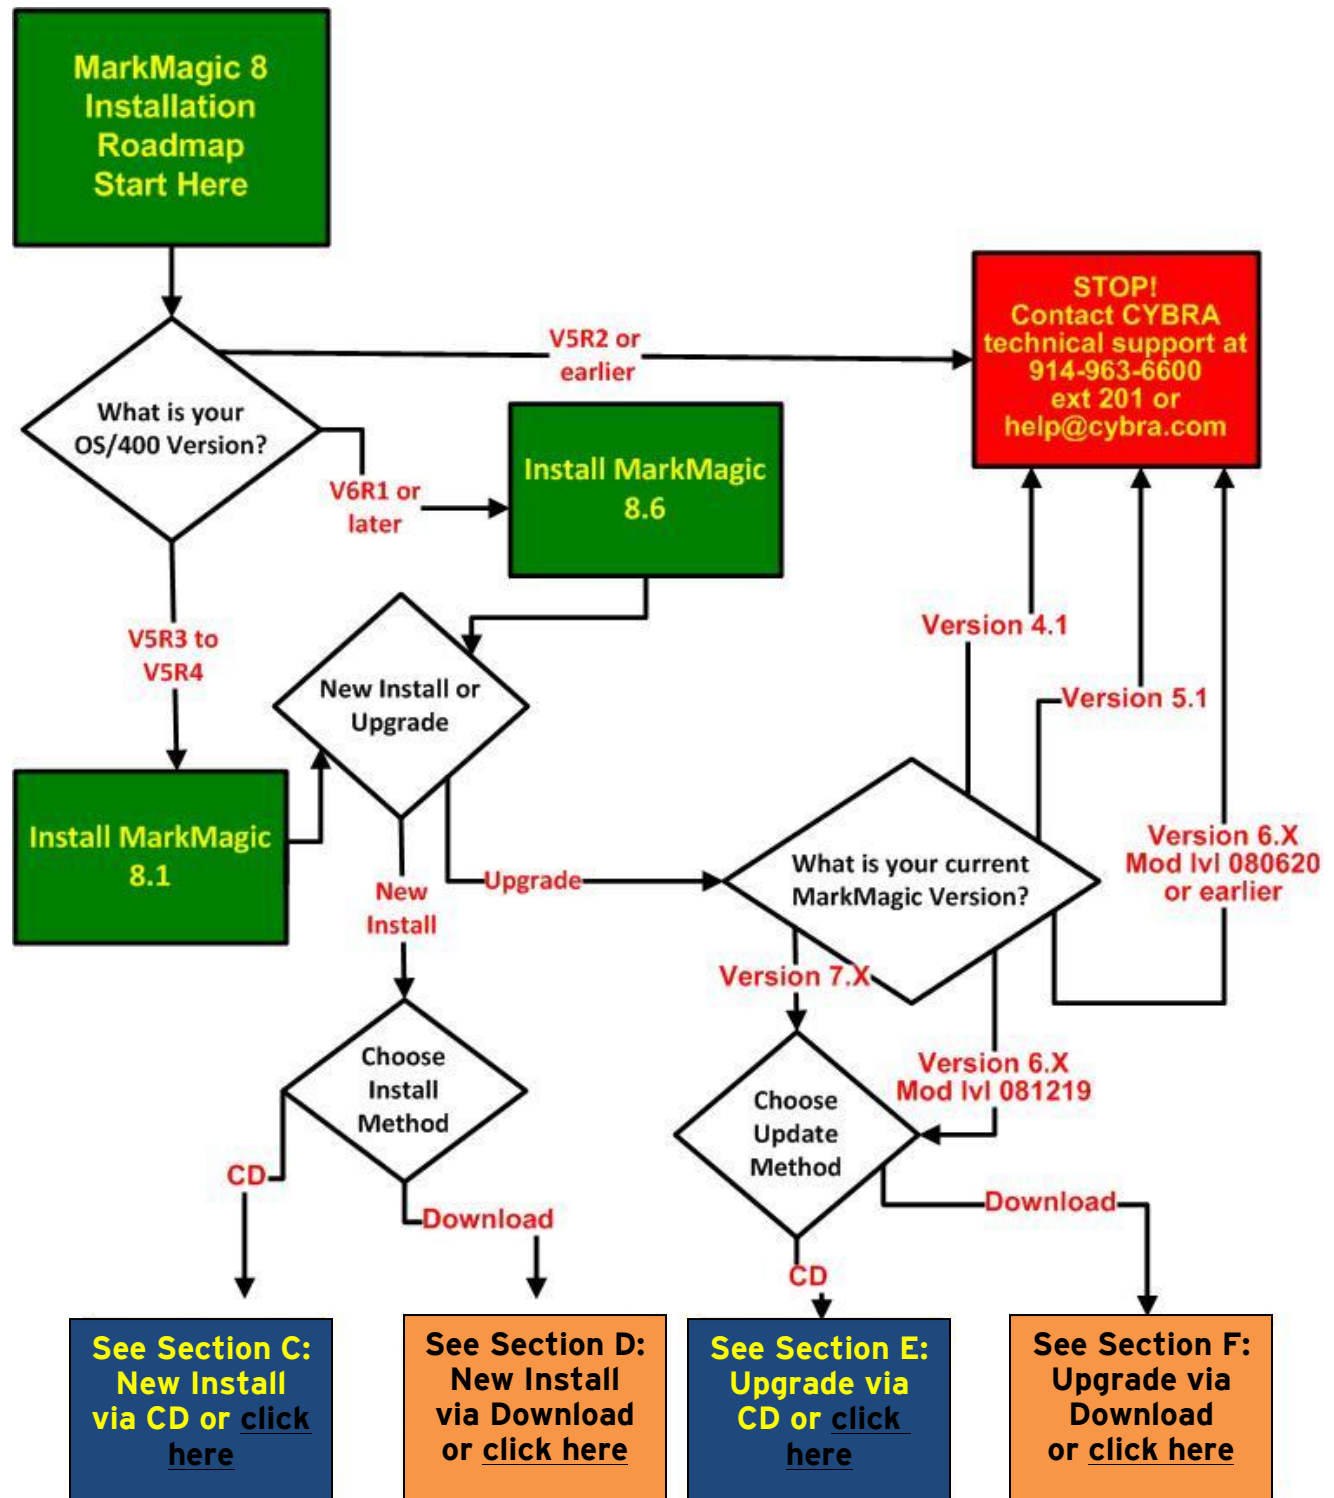 MarkMagic 8
Installation
Roadmap
Start Here
STOP!
Contact CYBRA
technical support at
914-963-6600
ext 201 or
help@cybra.com
V5R2 or
earlier
What is your
OS/400 Version?
V6R1 or
later
Install MarkMagic
8.6
V5R3 to
V5R4
New Install or
Upgrade
Version 4.1
Version 5.1
Install MarkMagic
8.1
Version 6.X
Mod lvl 080620
or earlier
What is your current
MarkMagic Version?
Upgrade
New
Install
Version 7.X
Choose
Install
Method
Version 6.X
Mod lvl 081219
Choose
Update
Method
CD
Download
Download
CD
See Section C:
New Install
via CD or click
here
See Section D:
New Install
via Download
or click here
See Section E:
Upgrade via
CD or click
here
See Section F:
Upgrade via
Download
or click here